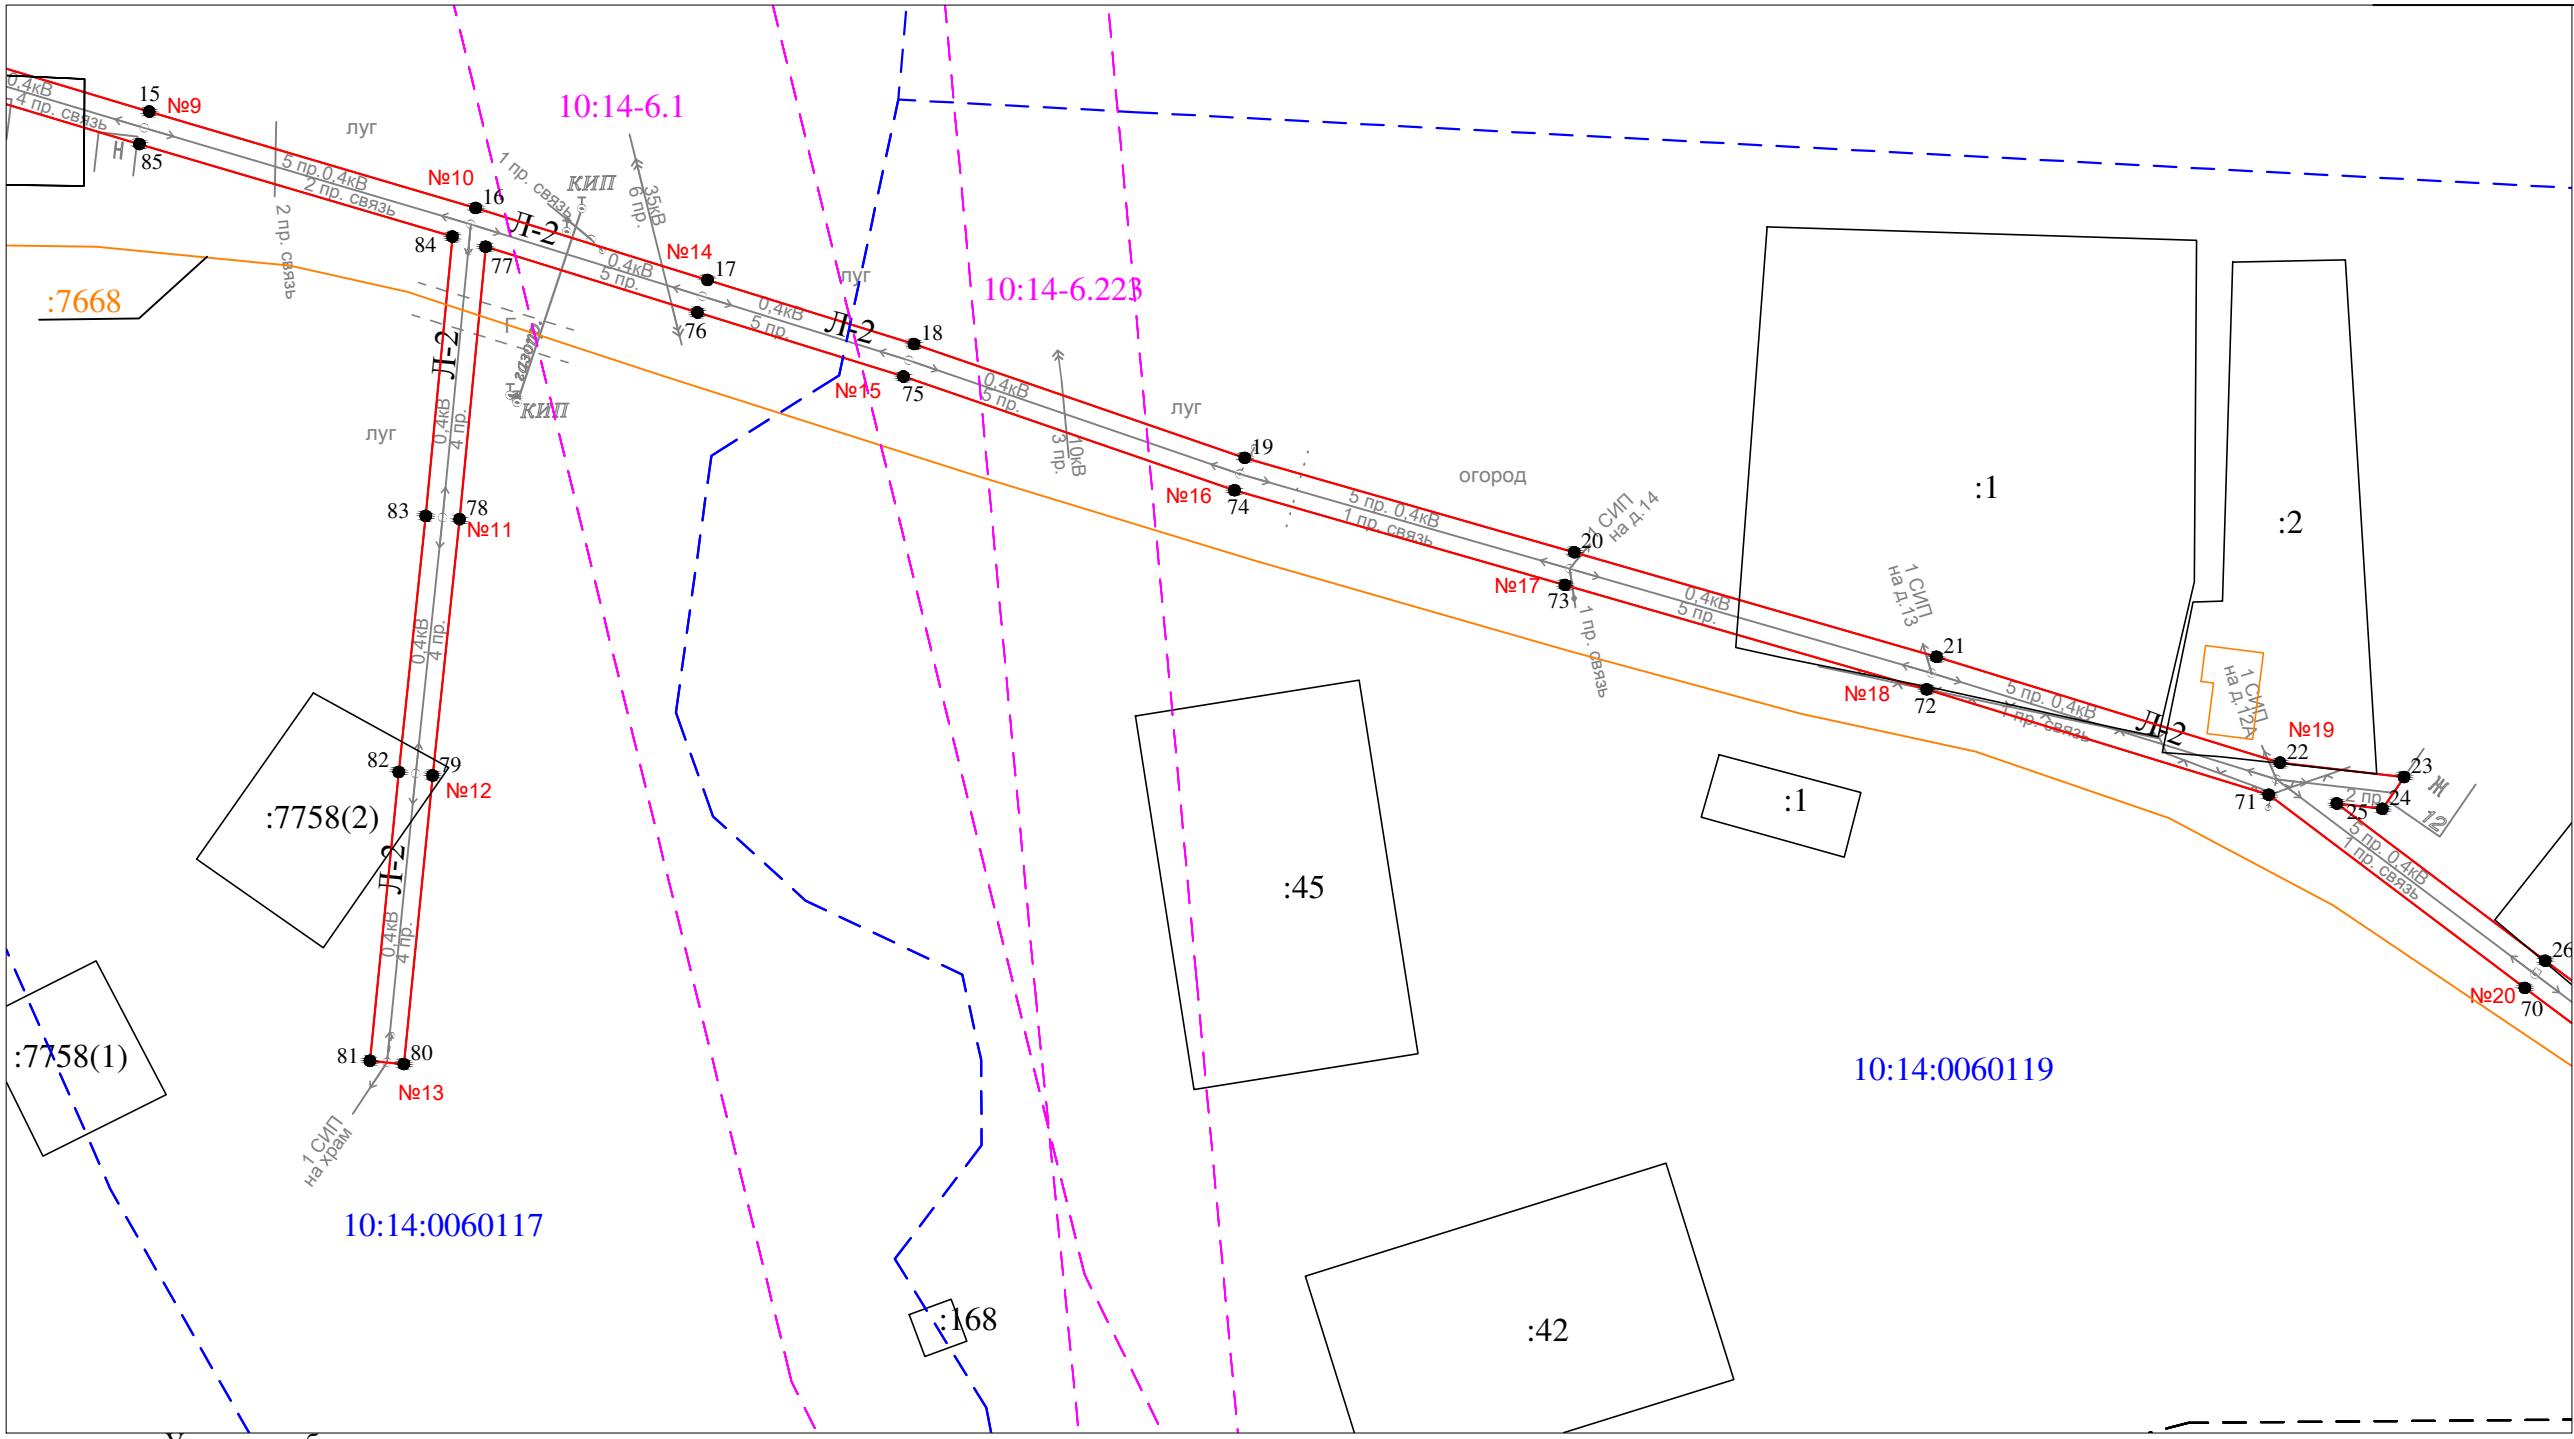 0,4кВ
4 пр. связь
15
№9
85
Н
луг
10:14-6.1
5 пр.0,4кВ
2 пр. связь
2 пр. связь
№10
16
1 пр. связь
КИП
35кВ
6 пр.
Л-2
84
77
0,4кВ
5 пр.
№14
17
76
луг
10:14-6.223
:7668
0,4кВ
5 пр.
Л-2
18
№15
75
Г
газопр.
КИП
Л-2
0,4кВ
4 пр.
луг
0,4кВ
5 пр.
10кВ
3 пр.
луг
19
№16
74
огород
5 пр. 0,4кВ
1 пр. связь
1 СИП
на д.14
20
№17
73
1 пр. связь
:1
:2
83
78
№11
0,4кВ
4 пр.
0,4кВ
5 пр.
1 СИП
на д.13
21
№18
72
5 пр. 0,4кВ
1 пр. связь
Л-2
1 СИП
на д.12А
№19
22
23
Ж
12
2 пр.
24
25
71
5 пр. 0,4кВ
1 пр. связь
82
79
№12
:7758(2)
Л-2
0,4кВ
4 пр.
:1
:45
26
№20
70
:7758(1)
81
80
№13
1 СИП
на храм
10:14:0060119
10:14:0060117
:168
:42